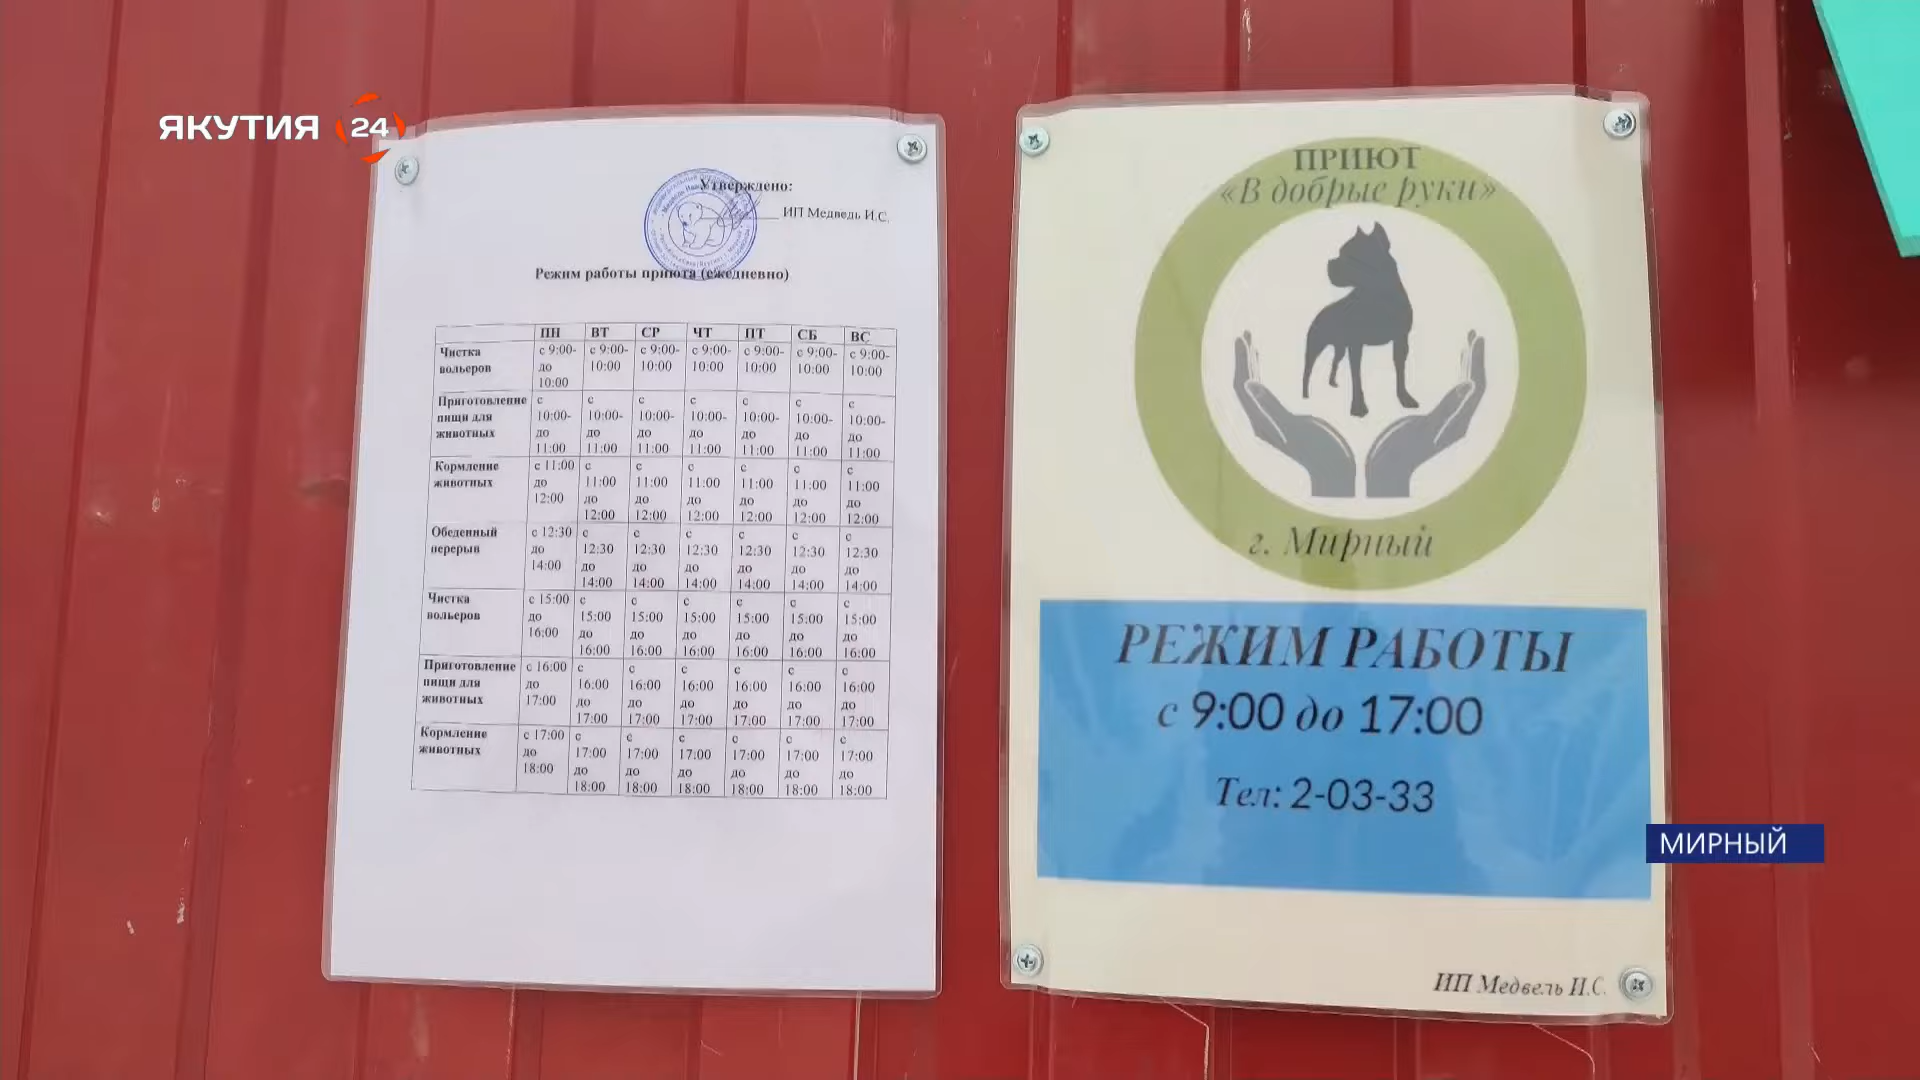 ЯКУТИЯ 24
Утверждено:
ИП Медведь И.С.
Режим работы приюта (ежедневно)
ПН ВТ СР ЧТ ПТ СБ ВС
Чистка вольеров с 9:00- до 10:00 с 9:00- 10:00 с 9:00- 10:00 с 9:00- 10:00 с 9:00- 10:00 с 9:00- 10:00 с 9:00- 10:00
Приготовление пищи для животных с 10:00- до 11:00 с 10:00- до 11:00 с 10:00- до 11:00 с 10:00- до 11:00 с 10:00- до 11:00 с 10:00- до 11:00 с 10:00- до 11:00
Кормление животных с 11:00 до 12:00 с 11:00 до 12:00 с 11:00 до 12:00 с 11:00 до 12:00 с 11:00 до 12:00 с 11:00 до 12:00 с 11:00 до 12:00
Обеденный перерыв с 12:30 до 14:00 с 12:30 до 14:00 с 12:30 до 14:00 с 12:30 до 14:00 с 12:30 до 14:00 с 12:30 до 14:00 с 12:30 до 14:00
Чистка вольеров с 15:00 до 16:00 с 15:00 до 16:00 с 15:00 до 16:00 с 15:00 до 16:00 с 15:00 до 16:00 с 15:00 до 16:00 с 15:00 до 16:00
Приготовление пищи для животных с 16:00 до 17:00 с 16:00 до 17:00 с 16:00 до 17:00 с 16:00 до 17:00 с 16:00 до 17:00 с 16:00 до 17:00 с 16:00 до 17:00
Кормление животных с 17:00 до 18:00 с 17:00 до 18:00 с 17:00 до 18:00 с 17:00 до 18:00 с 17:00 до 18:00 с 17:00 до 18:00 с 17:00 до 18:00
ПРИЮТ
«В добрые руки»
г. Мирный
РЕЖИМ РАБОТЫ
с 9:00 до 17:00
Тел: 2-03-33
ИП Медведь И.С.
МИРНЫЙ